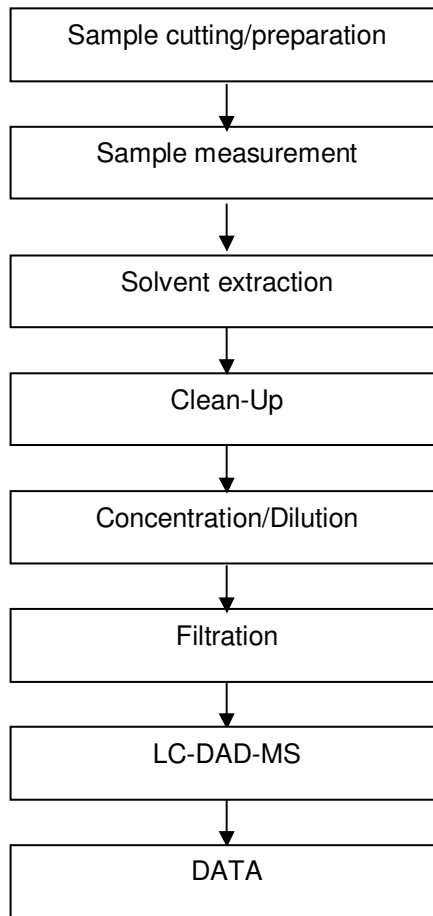 Sample cutting/preparation
Sample measurement
Solvent extraction
Clean-Up
Concentration/Dilution
Filtration
LC-DAD-MS
DATA